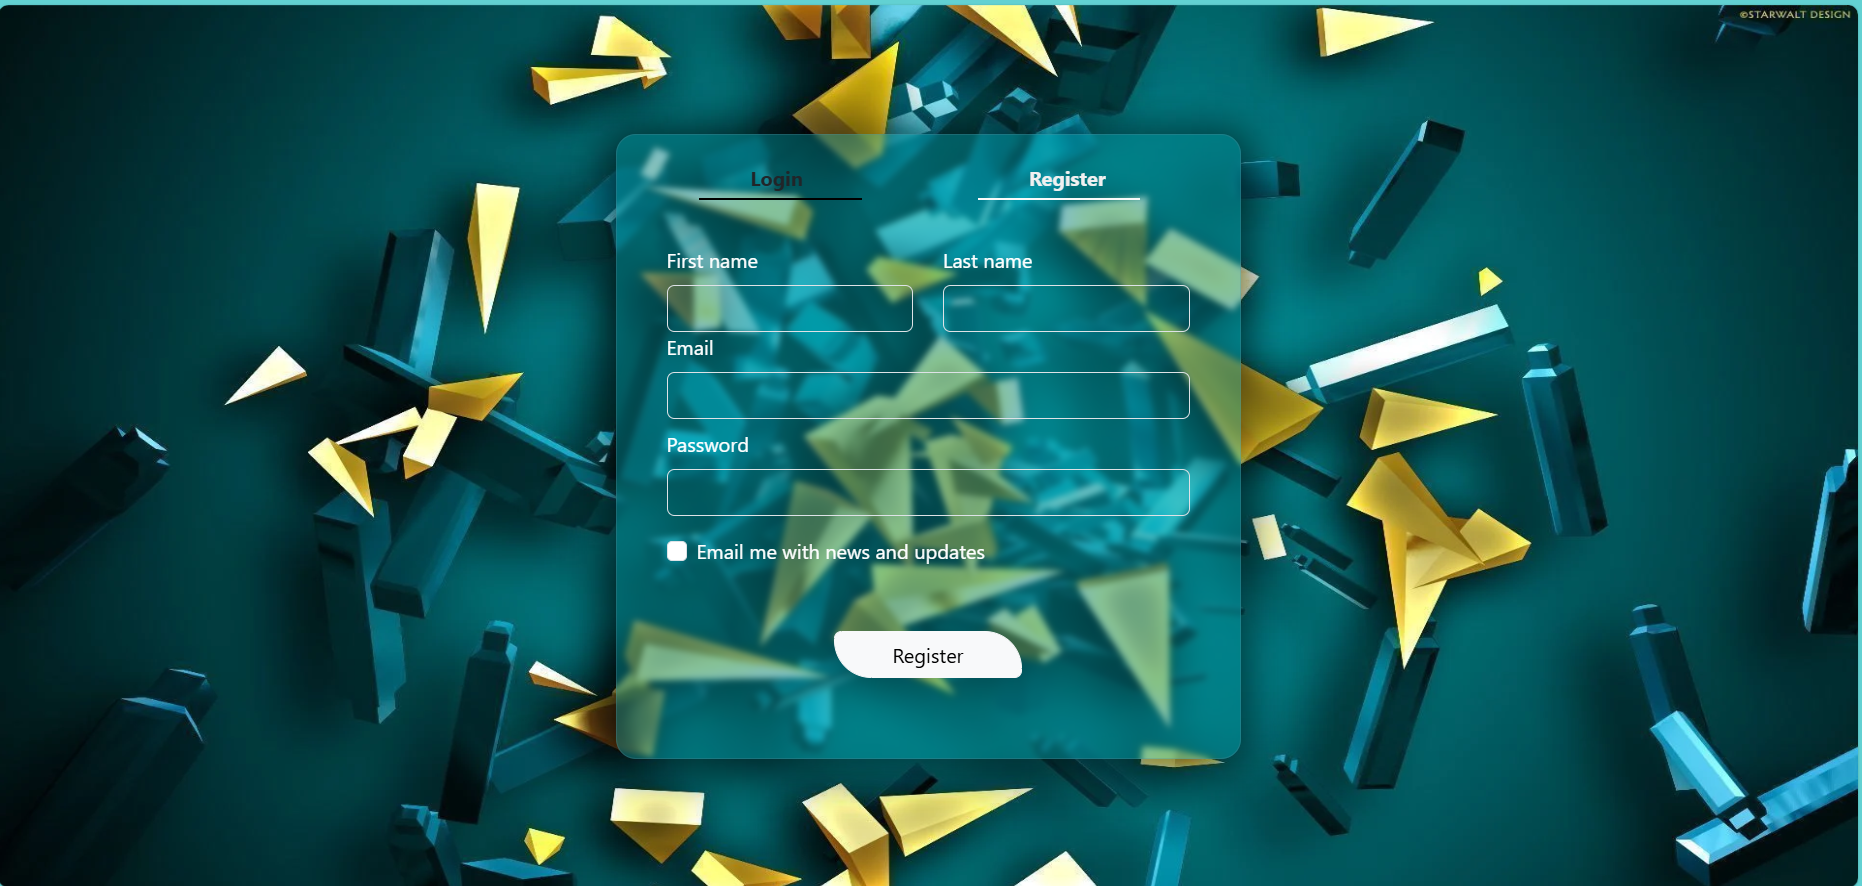 ©STARWALT DESIGN
Login Register
First name Last name
Email
Password
Email me with news and updates
Register